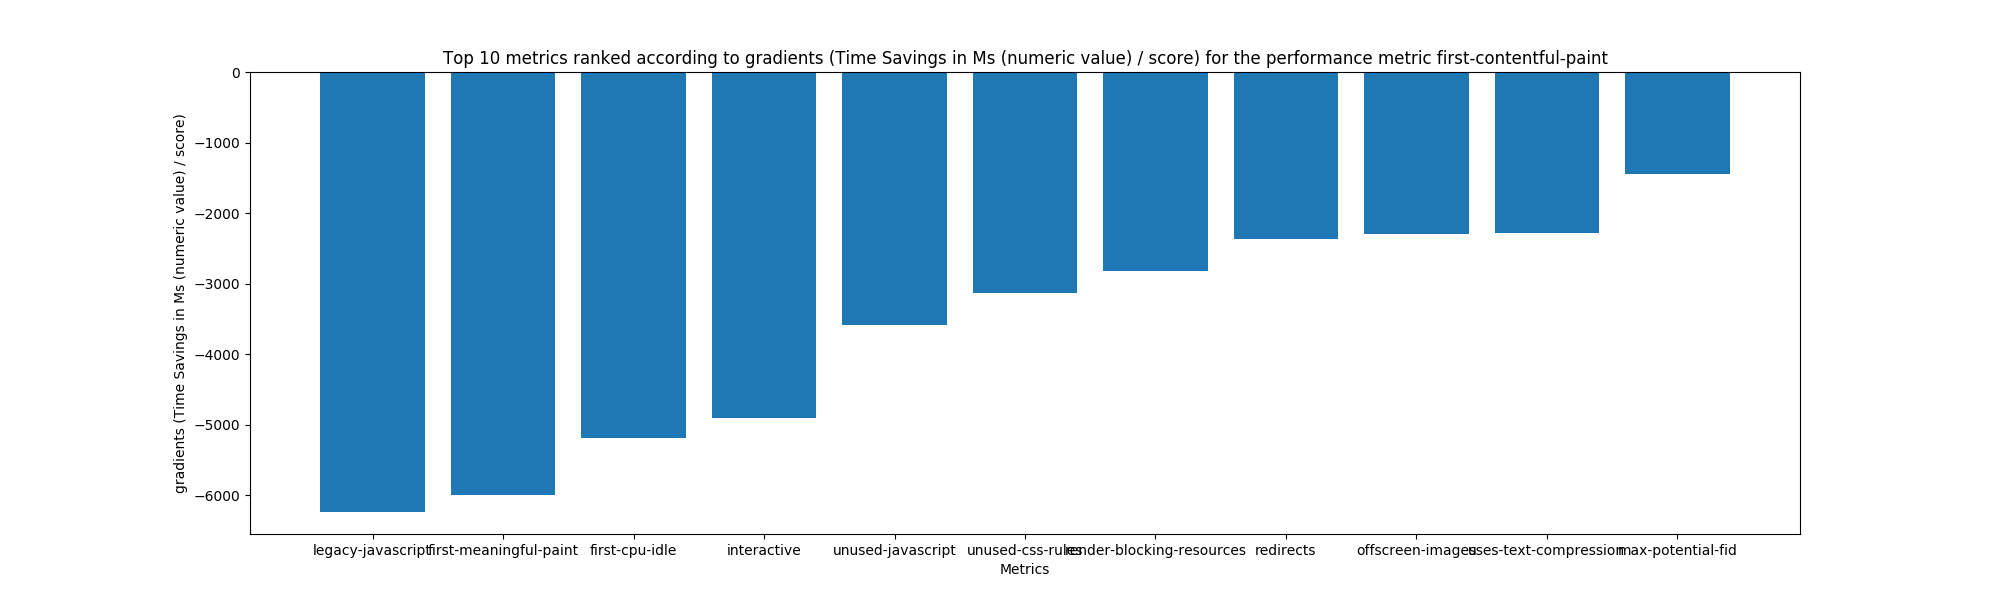 Top 10 metrics ranked according to gradients (Time Savings in Ms (numeric value) / score) for the performance metric first-contentful-paint
gradients (Time Savings in Ms (numeric value) / score)
0
−1000
−2000
−3000
−4000
−5000
−6000
legacy-javascript first-meaningful-paint first-cpu-idle interactive unused-javascript unused-css-rules render-blocking-resources redirects offscreen-images uses-text-compression max-potential-fid
Metrics